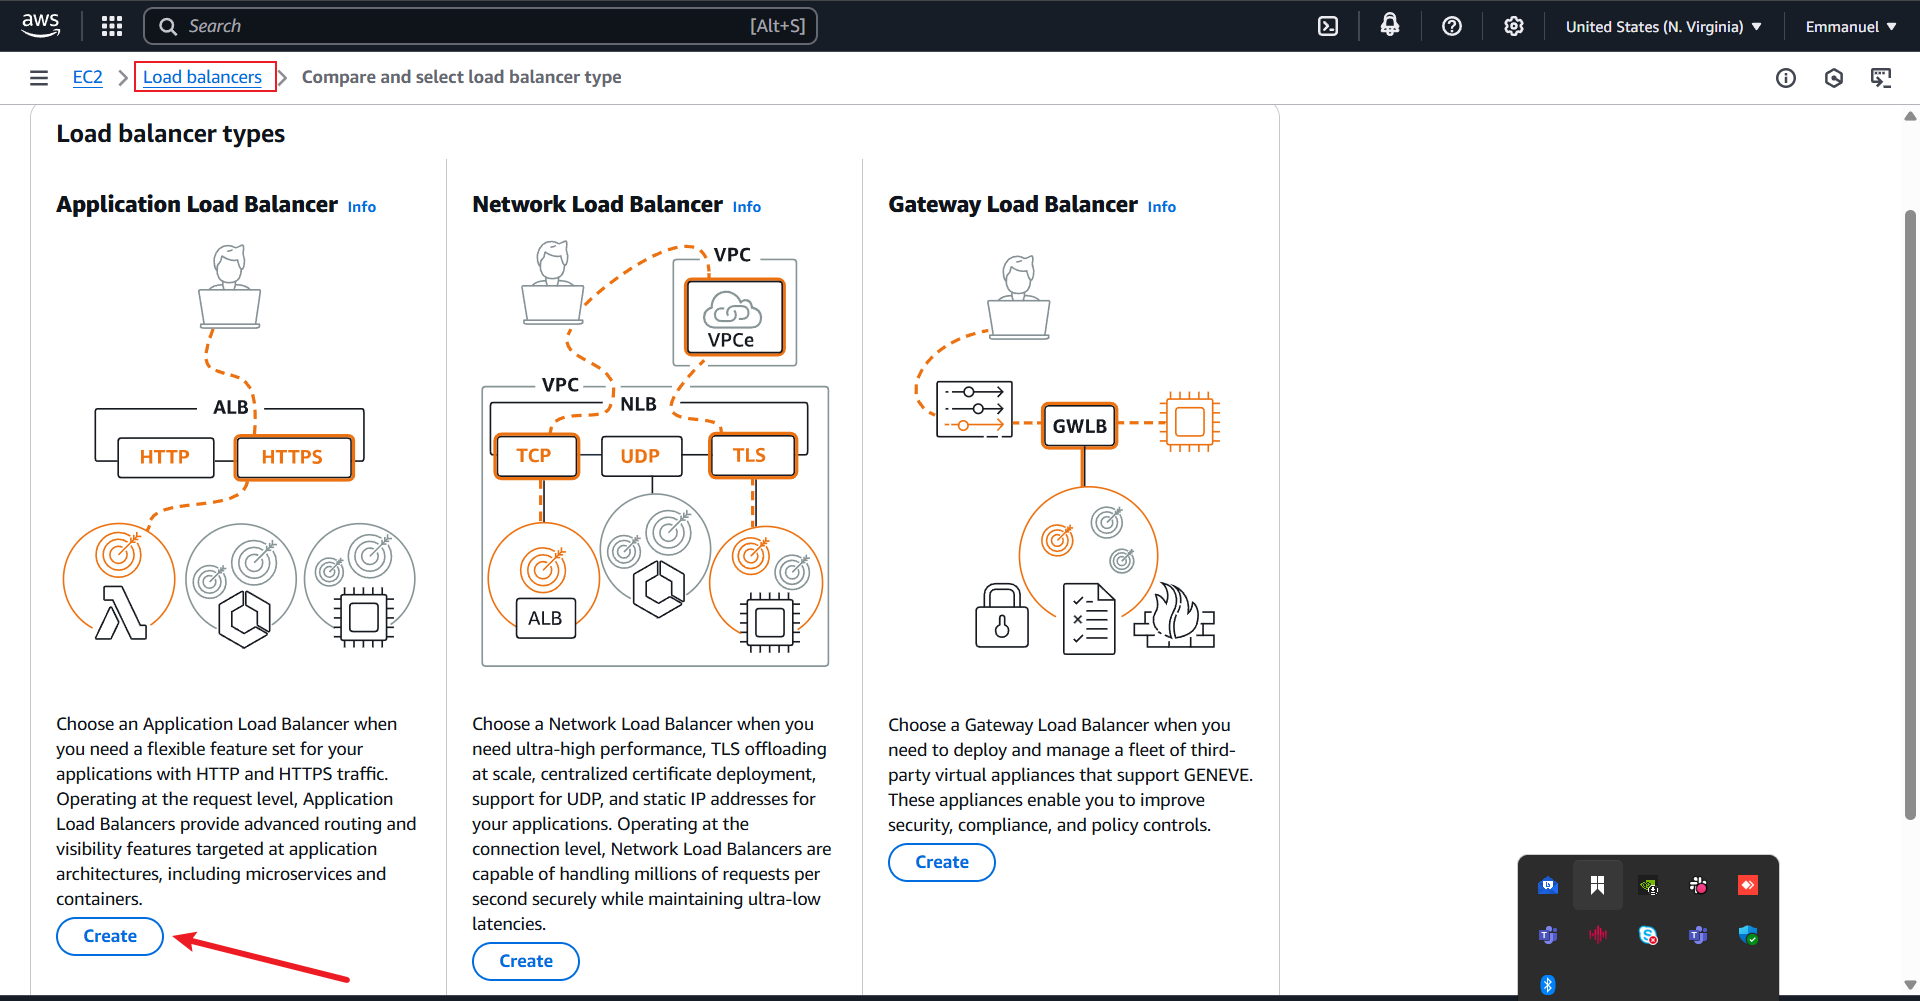 aws
Search
[Alt+S]
United States (N. Virginia)
Emmanuel
EC2
Load balancers
Compare and select load balancer type
Load balancer types
Application Load Balancer Info
ALB
HTTP
HTTPS
Choose an Application Load Balancer when
you need a flexible feature set for your
applications with HTTP and HTTPS traffic.
Operating at the request level, Application
Load Balancers provide advanced routing and
visibility features targeted at application
architectures, including microservices and
containers.
Create
Network Load Balancer Info
VPC
VPCe
VPC
NLB
TCP
UDP
TLS
ALB
Choose a Network Load Balancer when you
need ultra-high performance, TLS offloading
at scale, centralized certificate deployment,
support for UDP, and static IP addresses for
your applications. Operating at the
connection level, Network Load Balancers are
capable of handling millions of requests per
second securely while maintaining ultra-low
latencies.
Create
Gateway Load Balancer Info
GWLB
Choose a Gateway Load Balancer when you
need to deploy and manage a fleet of third-
party virtual appliances that support GENEVE.
These appliances enable you to improve
security, compliance, and policy controls.
Create